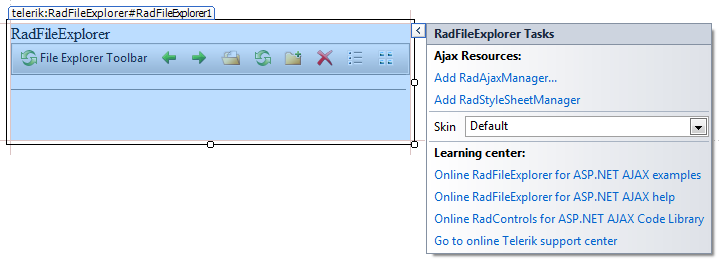 telerik:RadFileExplorer#RadFileExplorer1
RadFileExplorer
File Explorer Toolbar
RadFileExplorer Tasks
Ajax Resources:
Add RadAjaxManager...
Add RadStyleSheetManager
Skin Default
Learning center:
Online RadFileExplorer for ASP.NET AJAX examples
Online RadFileExplorer for ASP.NET AJAX help
Online RadControls for ASP.NET AJAX Code Library
Go to online Telerik support center